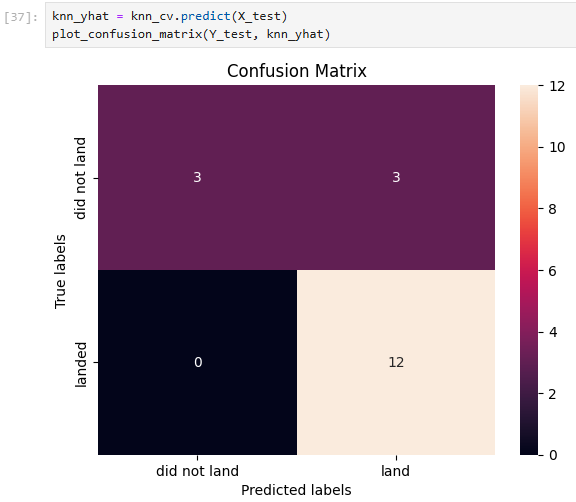 [37]: knn_yhat = knn_cv.predict(X_test)
plot_confusion_matrix(Y_test, knn_yhat)
Confusion Matrix
did not land
landed
True labels
3
3
0
12
did not land
land
Predicted labels
12
10
8
6
4
2
0